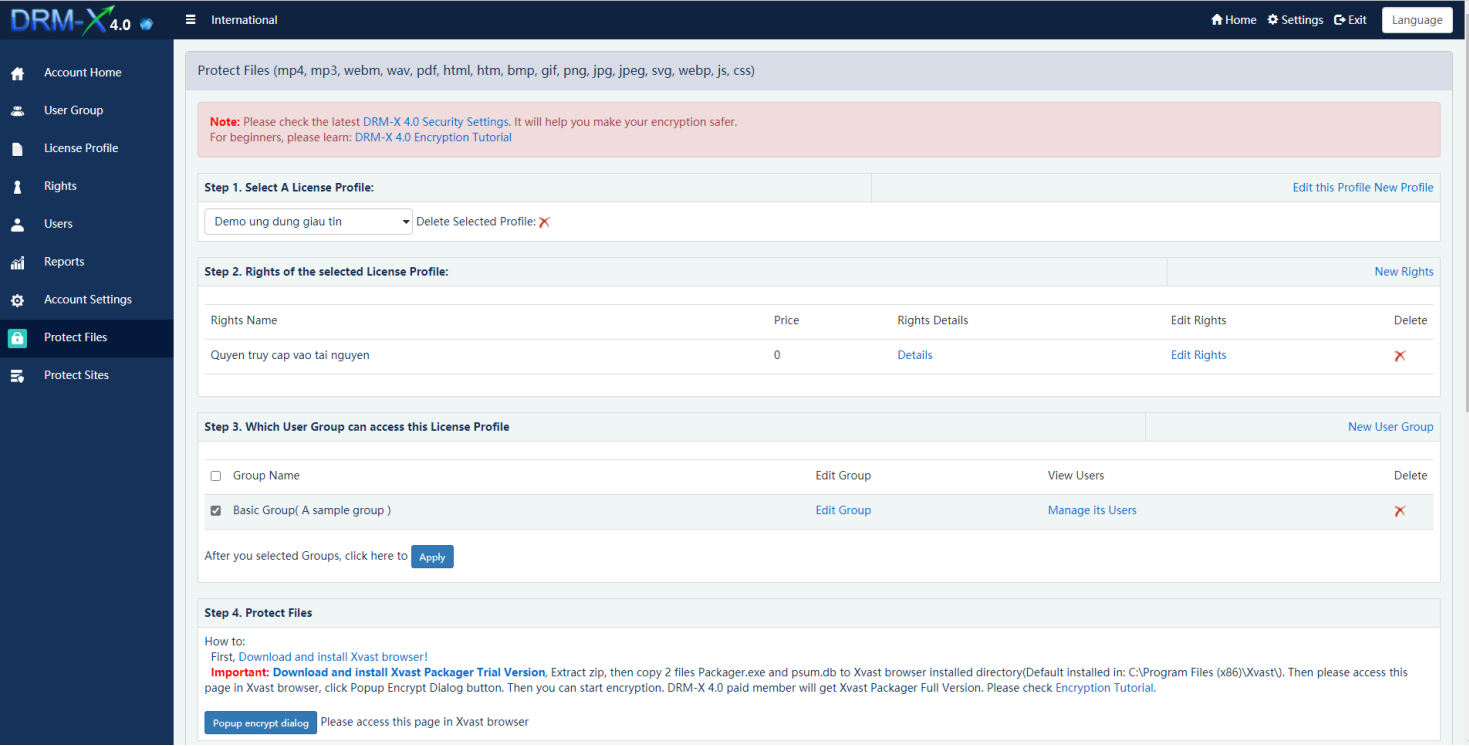 DRM-X 4.0
International
Home Settings Exit Language
Account Home
User Group
License Profile
Rights
Users
Reports
Account Settings
Protect Files
Protect Sites
Protect Files (mp4, mp3, webm, wav, pdf, html, htm, bmp, gif, png, jpg, jpeg, svg, webp, js, css)
Note: Please check the latest DRM-X 4.0 Security Settings. It will help you make your encryption safer.
For beginners, please learn: DRM-X 4.0 Encryption Tutorial
Step 1. Select A License Profile:
Edit this Profile New Profile
Demo ung dung giau tin Delete Selected Profile:
Step 2. Rights of the selected License Profile:
New Rights
Rights Name Price Rights Details Edit Rights Delete
Quyen truy cap vao tai nguyen 0 Details Edit Rights
Step 3. Which User Group can access this License Profile
New User Group
Group Name Edit Group View Users Delete
Basic Group( A sample group ) Edit Group Manage its Users
After you selected Groups, click here to Apply
Step 4. Protect Files
How to:
First, Download and install Xvast browser!
Important: Download and install Xvast Packager Trial Version, Extract zip, then copy 2 files Packager.exe and psum.db to Xvast browser installed directory(Default installed in: C:\Program Files (x86)\Xvast\). Then please access this
page in Xvast browser, click Popup Encrypt Dialog button. Then you can start encryption. DRM-X 4.0 paid member will get Xvast Packager Full Version. Please check Encryption Tutorial.
Popup encrypt dialog Please access this page in Xvast browser